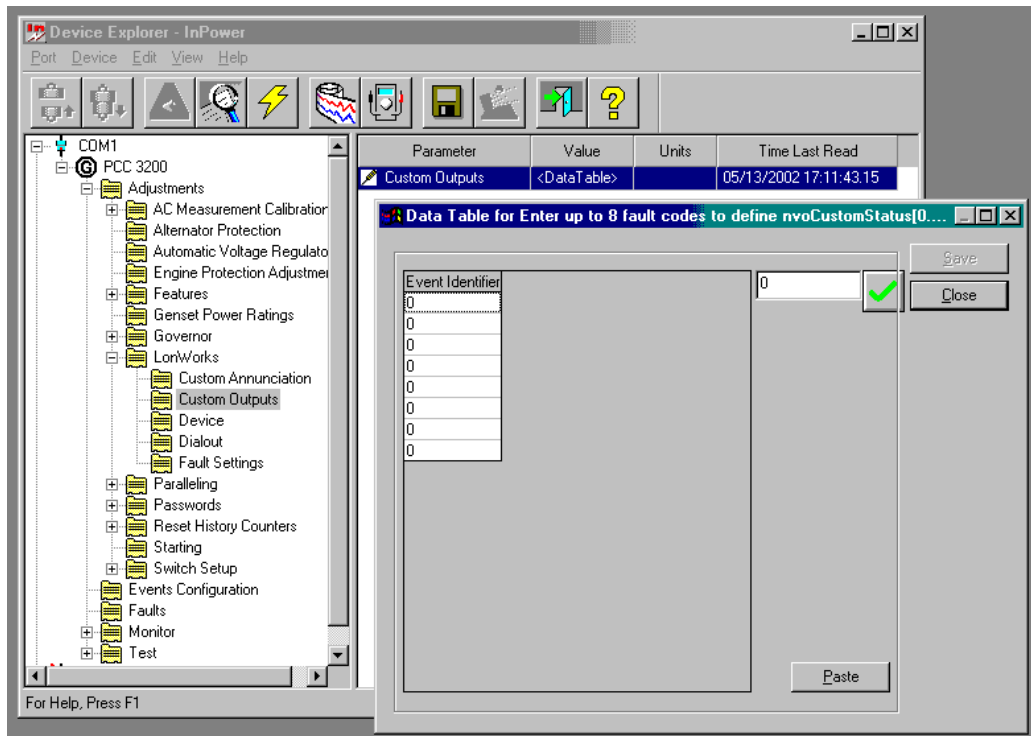 Device Explorer - InPower
Port Device Edit View Help
Parameter Value Units Time Last Read
Custom Outputs <DataTable> 05/13/2002 17:11:43.15
COM1
PCC 3200
Adjustments
AC Measurement Calibration
Alternator Protection
Automatic Voltage Regulato
Engine Protection Adjustmen
Features
Genset Power Ratings
Governor
LonWorks
Custom Annunciation
Custom Outputs
Device
Dialout
Fault Settings
Paralleling
Passwords
Reset History Counters
Starting
Switch Setup
Events Configuration
Faults
Monitor
Test
For Help, Press F1
Data Table for Enter up to 8 fault codes to define nvoCustomStatus[0....
Event Identifier
0
0
0
0
0
0
0
0
0
Save
Close
Paste